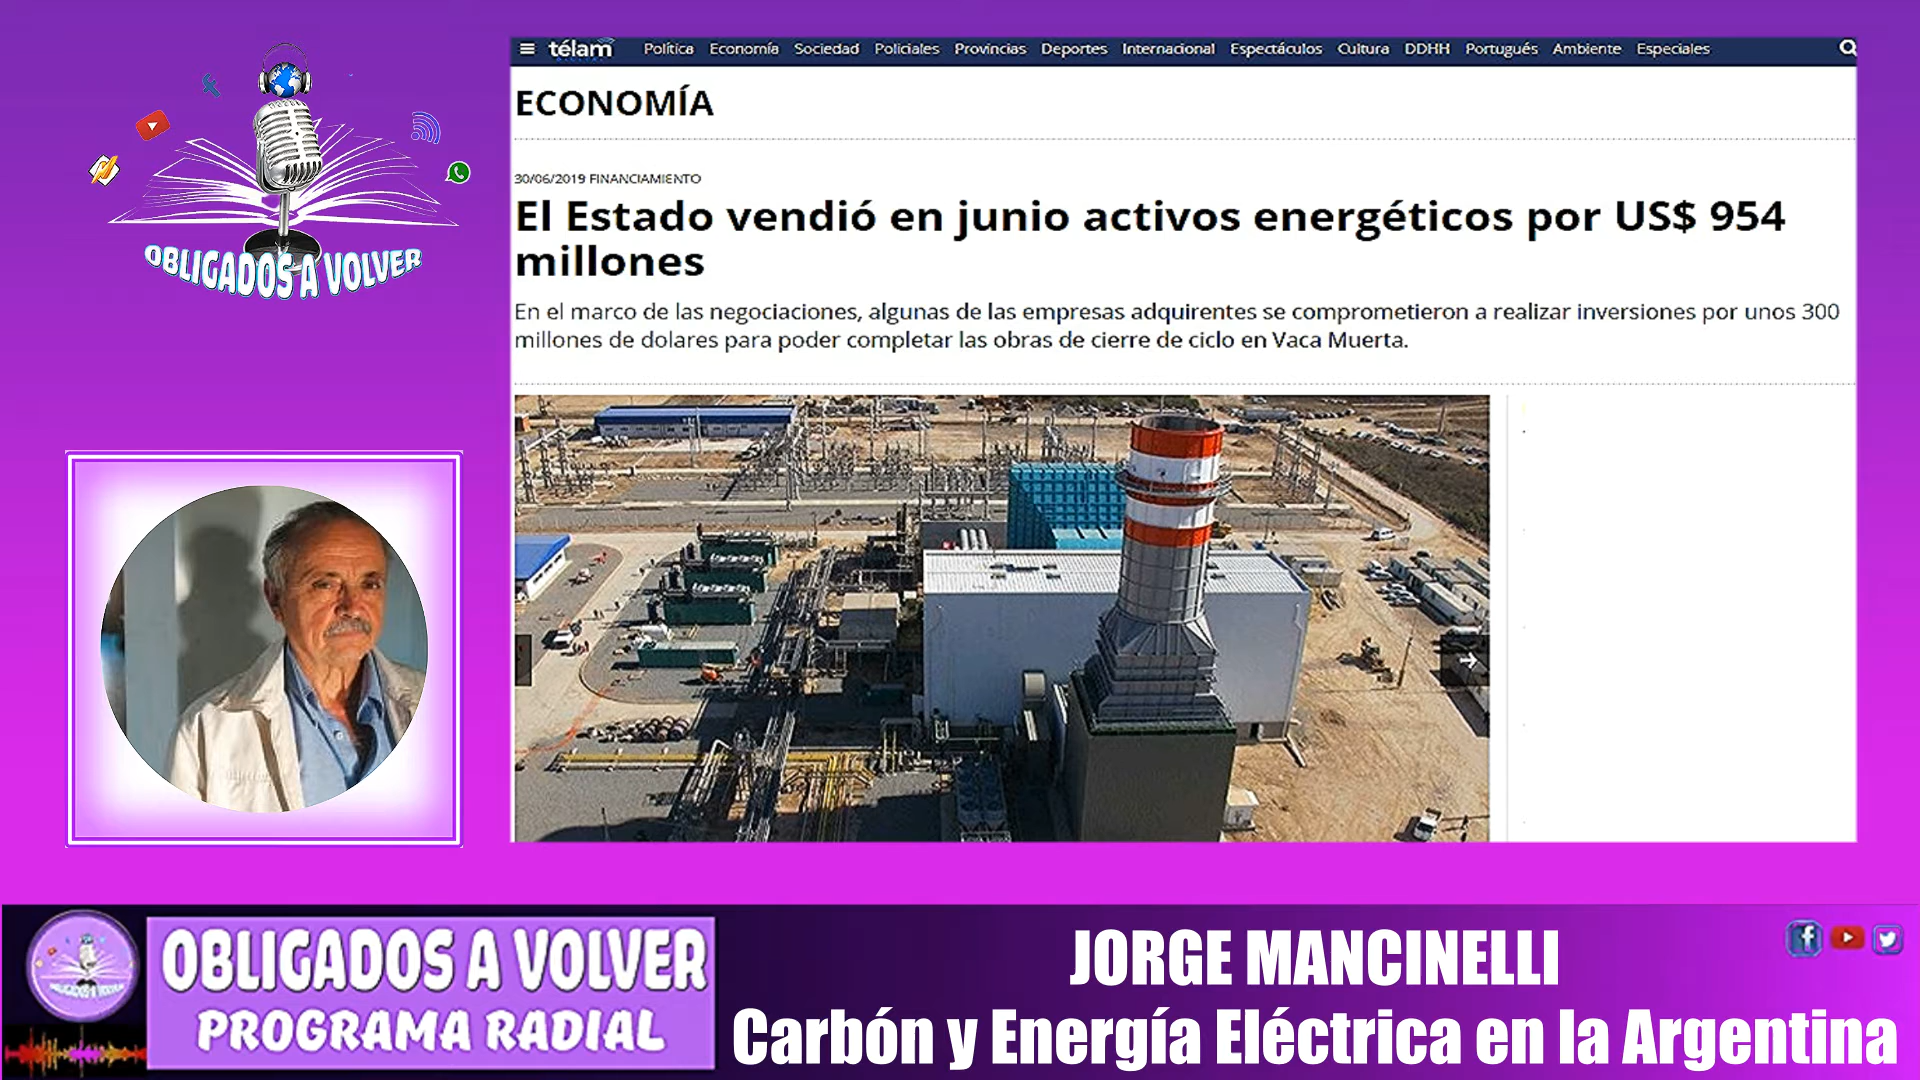 télam
Política Economía Sociedad Policiales Provincias Deportes Internacional Espectáculos Cultura DDHH Portugués Ambiente Especiales
ECONOMÍA
30/06/2019 FINANCIAMIENTO
El Estado vendió en junio activos energéticos por US$ 954
millones
En el marco de las negociaciones, algunas de las empresas adquirentes se comprometieron a realizar inversiones por unos 300
millones de dolares para poder completar las obras de cierre de ciclo en Vaca Muerta.
OBLIGADOS A VOLVER
OBLIGADOS A VOLVER
PROGRAMA RADIAL
JORGE MANCINELLI
Carbón y Energía Eléctrica en la Argentina